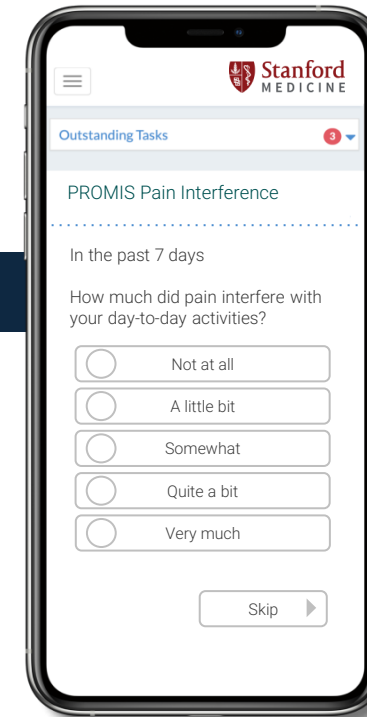 Stanford
MEDICINE
Outstanding Tasks 3
PROMIS Pain Interference
In the past 7 days
How much did pain interfere with
your day-to-day activities?
Not at all
A little bit
Somewhat
Quite a bit
Very much
Skip